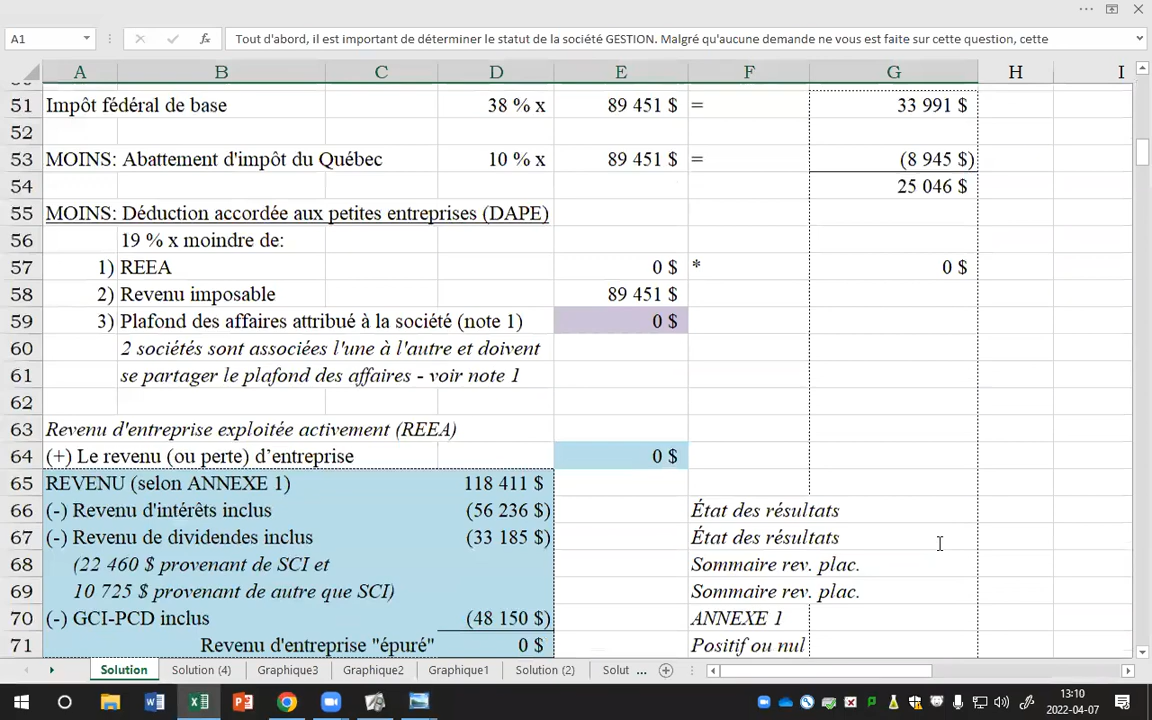 A1 fx Tout d'abord, il est important de déterminer le statut de la société GESTION. Malgré qu'aucune demande ne vous est faite sur cette question, cette
A B C D E F G H I
51 Impôt fédéral de base 38 % x 89 451 $ = 33 991 $
52
53 MOINS: Abattement d'impôt du Québec 10 % x 89 451 $ = (8 945 $)
54 25 046 $
55 MOINS: Déduction accordée aux petites entreprises (DAPE)
56 19 % x moindre de:
57 1) REEA 0 $ * 0 $
58 2) Revenu imposable 89 451 $
59 3) Plafond des affaires attribué à la société (note 1) 0 $
60 2 sociétés sont associées l'une à l'autre et doivent
61 se partager le plafond des affaires - voir note 1
62
63 Revenu d'entreprise exploitée activement (REEA)
64 (+) Le revenu (ou perte) d’entreprise 0 $
65 REVENU (selon ANNEXE 1) 118 411 $
66 (-) Revenu d'intérêts inclus (56 236 $) État des résultats
67 (-) Revenu de dividendes inclus (33 185 $) État des résultats
68 (22 460 $ provenant de SCI et Sommaire rev. plac.
69 10 725 $ provenant de autre que SCI) Sommaire rev. plac.
70 (-) GCI-PCD inclus (48 150 $) ANNEXE 1
71 Revenu d'entreprise "épuré" 0 $ Positif ou nul
Solution Solution (4) Graphique3 Graphique2 Graphique1 Solution (2) Solut ...
13:10
2022-04-07